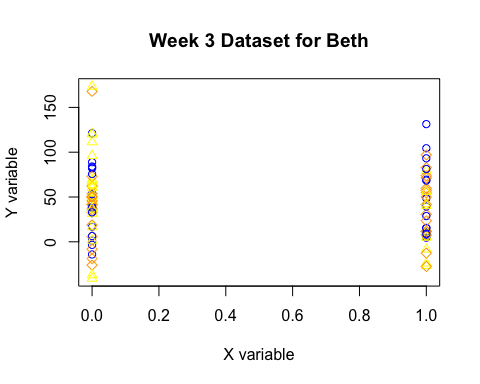 Week 3 Dataset for Beth
Y variable
150
100
50
0
0.0 0.2 0.4 0.6 0.8 1.0
X variable